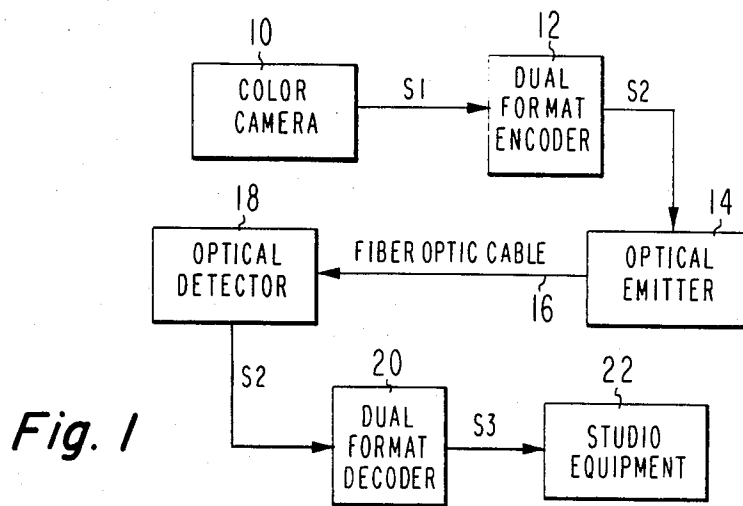 10
COLOR
CAMERA
S1
12
DUAL
FORMAT
ENCODER
S2
14
OPTICAL
EMITTER
FIBER OPTIC CABLE
16
18
OPTICAL
DETECTOR
S2
20
DUAL
FORMAT
DECODER
S3
22
STUDIO
EQUIPMENT
Fig. 1